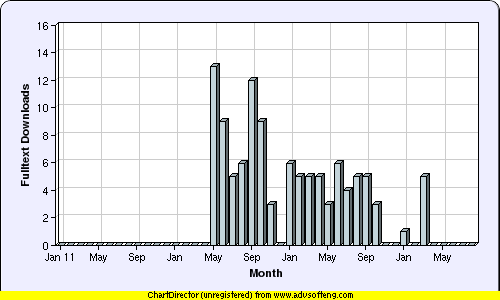 16
14
12
10
8
6
4
2
0
Fulltext Downloads
Jan 11 May Sep Jan May Sep Jan May Sep Jan May
Month
ChartDirector (unregistered) from www.advsofteng.com